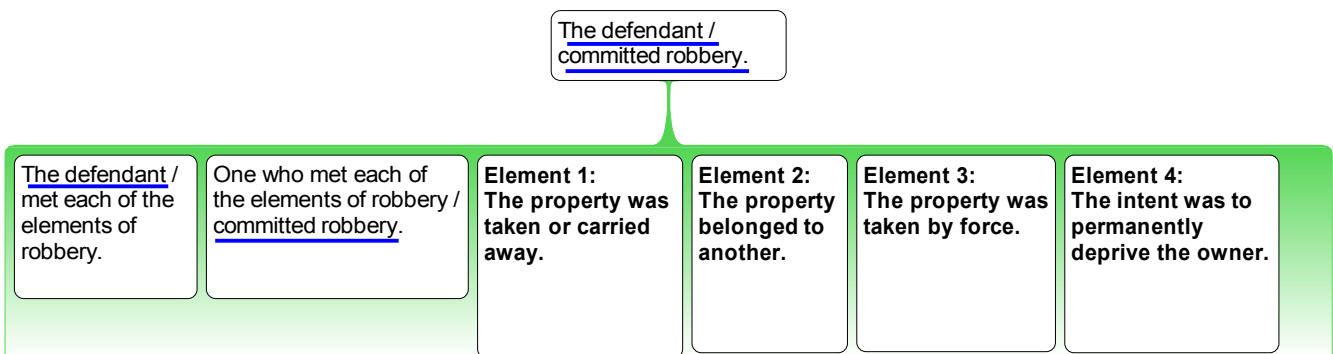 The defendant /
committed robbery.
The defendant /
met each of the
elements of
robbery.
One who met each of
the elements of robbery /
committed robbery.
Element 1:
The property was
taken or carried
away.
Element 2:
The property
belonged to
another.
Element 3:
The property was
taken by force.
Element 4:
The intent was to
permanently
deprive the owner.